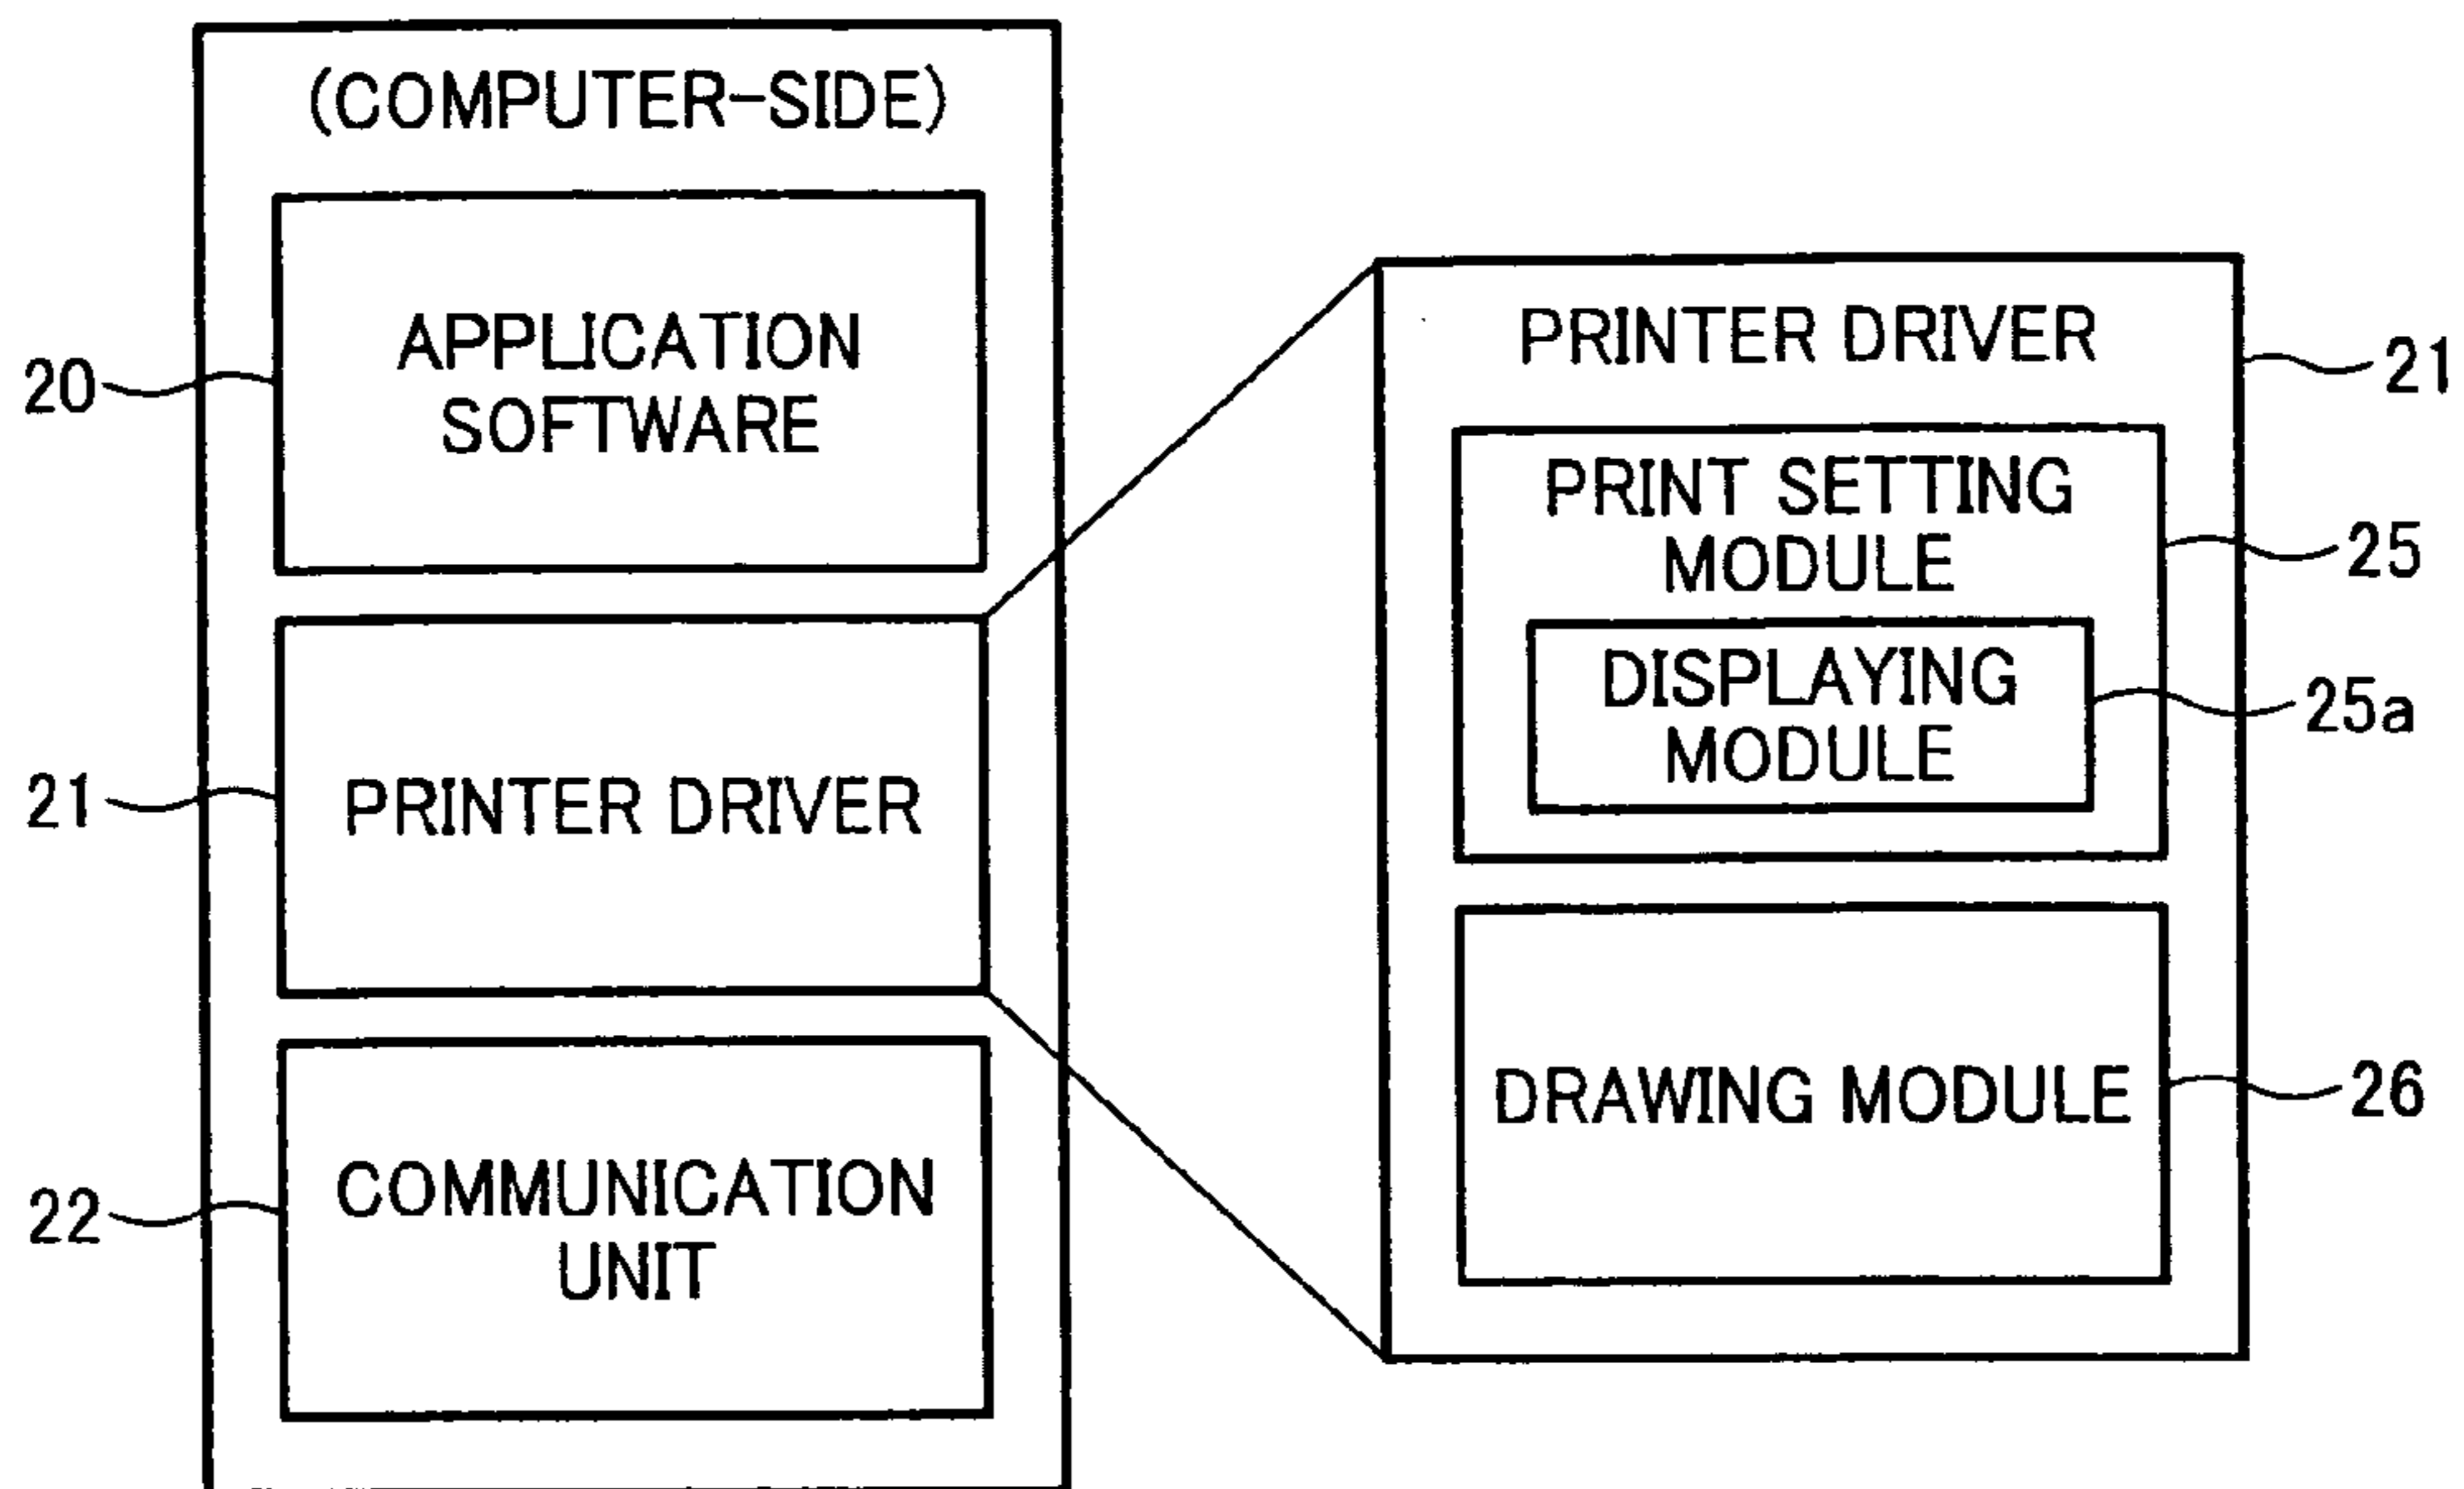 (COMPUTER-SIDE)
APPLICATION
SOFTWARE
20
PRINTER DRIVER
21
COMMUNICATION
UNIT
22
PRINTER DRIVER
21
PRINT SETTING
MODULE
25
DISPLAYING
MODULE
25a
DRAWING MODULE
26